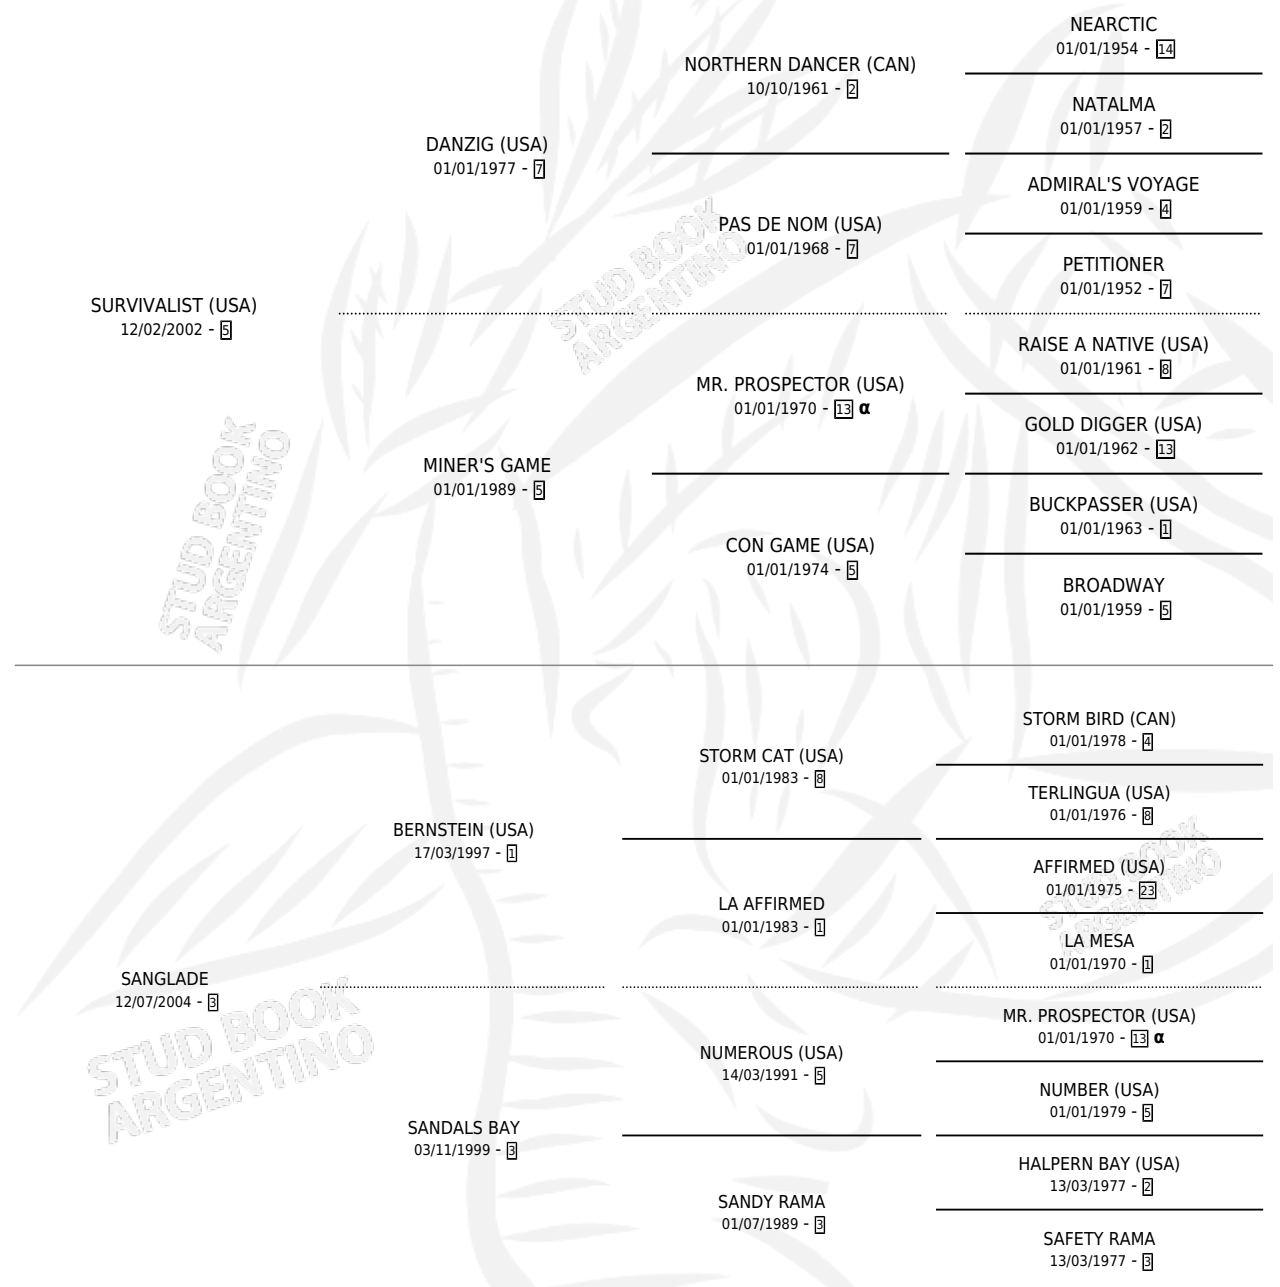 NEARCTIC
01/01/1954 - 14
NORTHERN DANCER (CAN)
10/10/1961 - 2
NATALMA
01/01/1957 - 2
DANZIG (USA)
01/01/1977 - 7
ADMIRAL'S VOYAGE
01/01/1959 - 4
PAS DE NOM (USA)
01/01/1968 - 7
PETITIONER
01/01/1952 - 7
SURVIVALIST (USA)
12/02/2002 - 5
RAISE A NATIVE (USA)
01/01/1961 - 8
MR. PROSPECTOR (USA)
01/01/1970 - 13 α
GOLD DIGGER (USA)
01/01/1962 - 13
MINER'S GAME
01/01/1989 - 5
BUCKPASSER (USA)
01/01/1963 - 1
CON GAME (USA)
01/01/1974 - 5
BROADWAY
01/01/1959 - 5
STUD BOOK
ARGENTINO
STUD BOOK
ARGENTINO
STORM BIRD (CAN)
01/01/1978 - 4
STORM CAT (USA)
01/01/1983 - 8
TERLINGUA (USA)
01/01/1976 - 8
BERNSTEIN (USA)
17/03/1997 - 1
AFFIRMED (USA)
01/01/1975 - 23
LA AFFIRMED
01/01/1983 - 1
LA MESA
01/01/1970 - 1
SANGLADE
12/07/2004 - 3
MR. PROSPECTOR (USA)
01/01/1970 - 13 α
NUMEROUS (USA)
14/03/1991 - 5
NUMBER (USA)
01/01/1979 - 5
SANDALS BAY
03/11/1999 - 3
HALPERN BAY (USA)
13/03/1977 - 2
SANDY RAMA
01/07/1989 - 3
SAFETY RAMA
13/03/1977 - 3
STUD BOOK
ARGENTINO
STUD BOOK
ARGENTINO